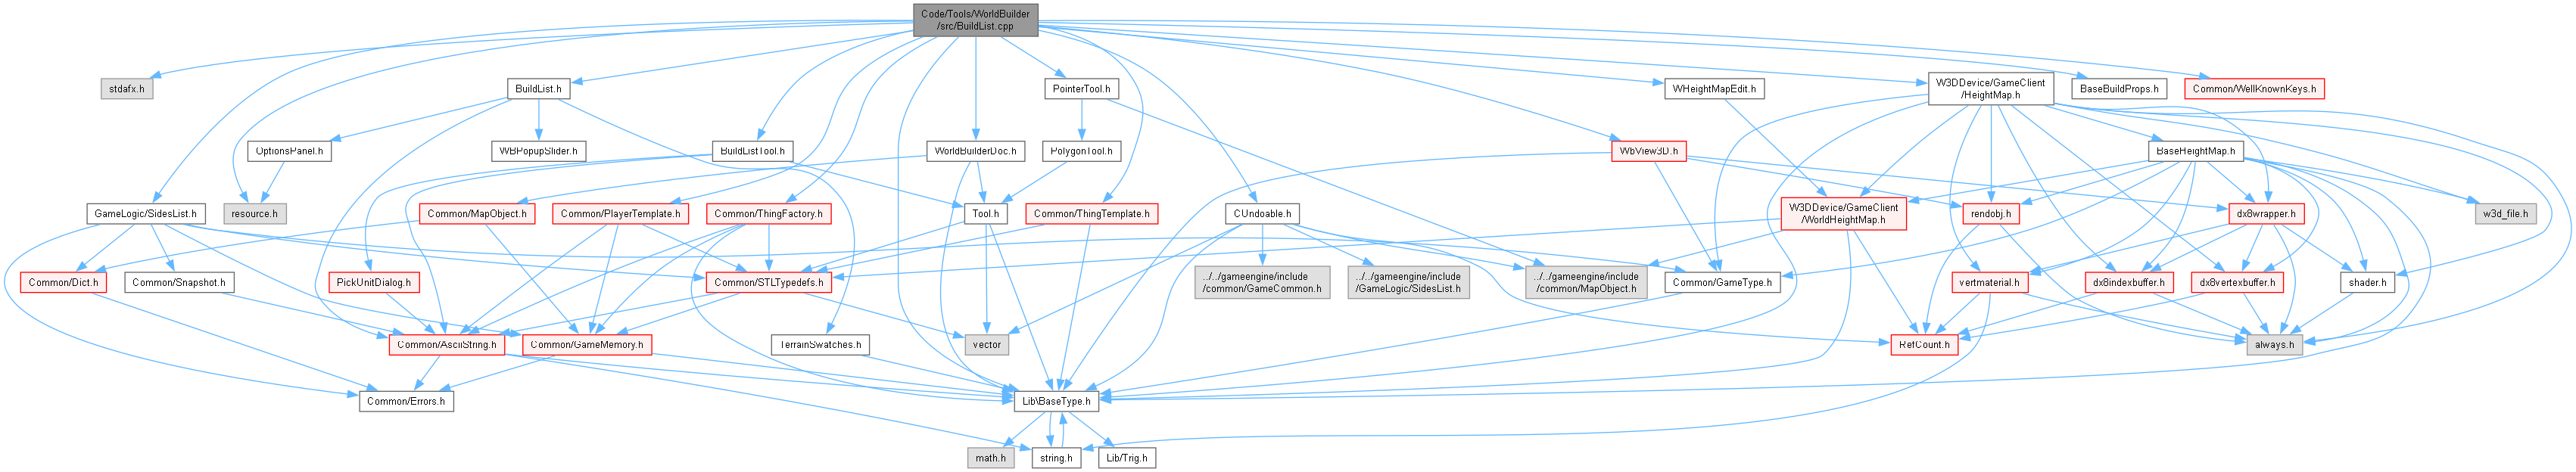 Code/Tools/WorldBuilder
/src/BuildList.cpp
stdafx.h
BuildList.h
PointerTool.h
WHeightMapEdit.h
W3DDevice/GameClient
/HeightMap.h
BaseBuildProps.h
Common/WellKnownKeys.h
OptionsPanel.h
WBPopupSlider.h
BuildListTool.h
WorldBuilderDoc.h
PolygonTool.h
WbView3D.h
BaseHeightMap.h
GameLogic/SidesList.h
resource.h
Common/MapObject.h
Common/PlayerTemplate.h
Common/ThingFactory.h
Tool.h
Common/ThingTemplate.h
CUndoable.h
W3DDevice/GameClient
/WorldHeightMap.h
rendobj.h
dx8wrapper.h
w3d_file.h
Common/Dict.h
Common/Snapshot.h
PickUnitDialog.h
Common/STLTypedefs.h
../../gameengine/include
/common/GameCommon.h
../../gameengine/include
/GameLogic/SidesList.h
../../gameengine/include
/common/MapObject.h
Common/GameType.h
vertmaterial.h
dx8indexbuffer.h
dx8vertexbuffer.h
shader.h
Common/AsciiString.h
Common/GameMemory.h
TerrainSwatches.h
vector
RefCount.h
always.h
Common/Errors.h
Lib\BaseType.h
math.h
string.h
Lib/Trig.h